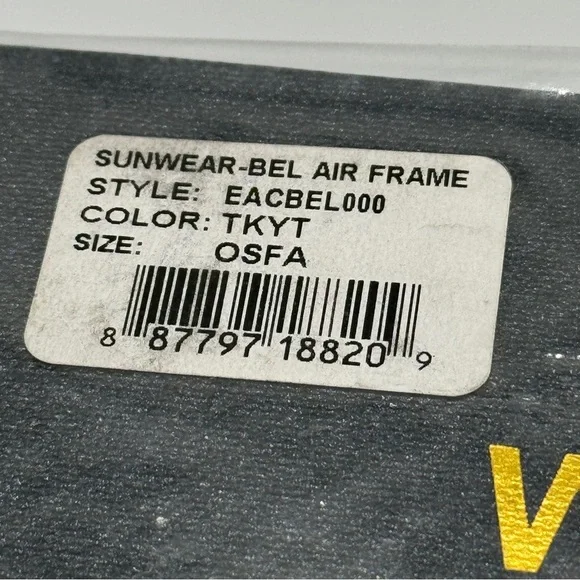 SUNWEAR-BEL AIR FRAME
STYLE: EACBEL000
COLOR: TKYT
SIZE: OSFA
8 87797 18820 9
V